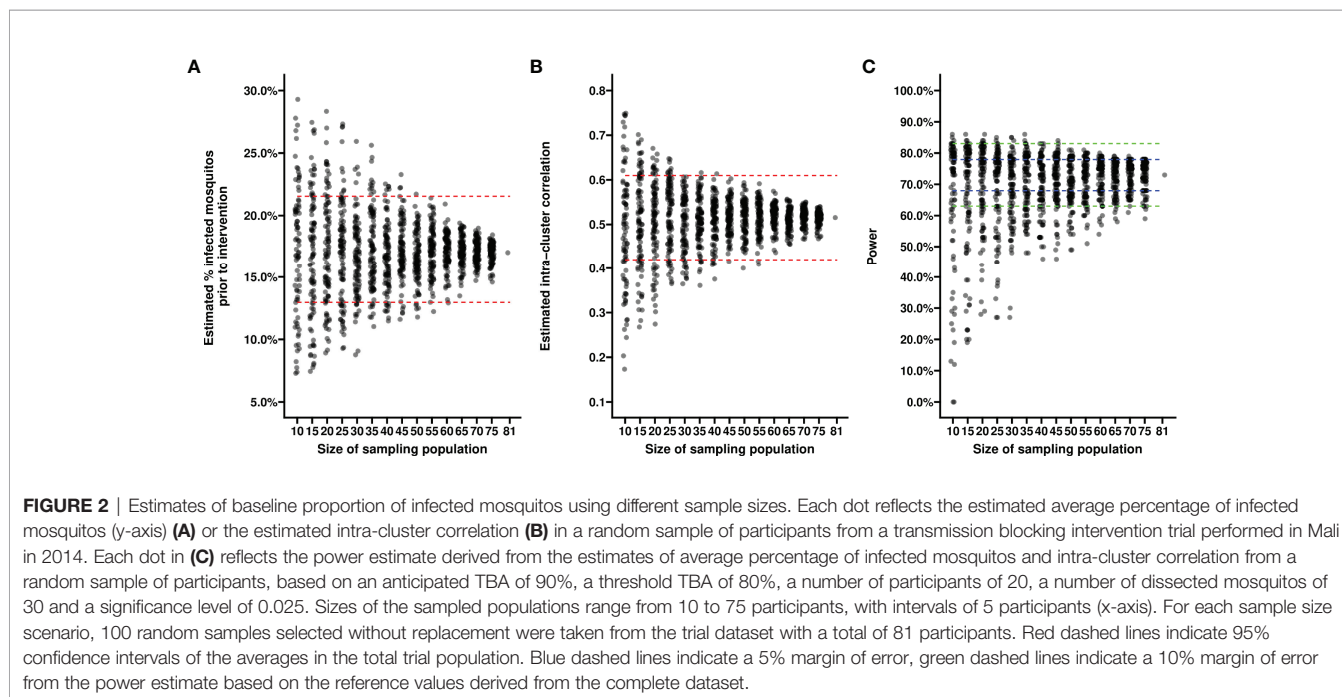 A
B
C
Estimated % infected mosquitos
prior to intervention
30.0%
25.0%
20.0%
15.0%
10.0%
5.0%
10 15 20 25 30 35 40 45 50 55 60 65 70 75 81
Size of sampling population
Estimated intra-cluster correlation
0.8
0.7
0.6
0.5
0.4
0.3
0.2
0.1
10 15 20 25 30 35 40 45 50 55 60 65 70 75 81
Size of sampling population
Power
100.0%
90.0%
80.0%
70.0%
60.0%
50.0%
40.0%
30.0%
20.0%
10.0%
0.0%
10 15 20 25 30 35 40 45 50 55 60 65 70 75 81
Size of sampling population
FIGURE 2 | Estimates of baseline proportion of infected mosquitos using different sample sizes. Each dot reflects the estimated average percentage of infected
mosquitos (y-axis) (A) or the estimated intra-cluster correlation (B) in a random sample of participants from a transmission blocking intervention trial performed in Mali
in 2014. Each dot in (C) reflects the power estimate derived from the estimates of average percentage of infected mosquitos and intra-cluster correlation from a
random sample of participants, based on an anticipated TBA of 90%, a threshold TBA of 80%, a number of participants of 20, a number of dissected mosquitos of
30 and a significance level of 0.025. Sizes of the sampled populations range from 10 to 75 participants, with intervals of 5 participants (x-axis). For each sample size
scenario, 100 random samples selected without replacement were taken from the trial dataset with a total of 81 participants. Red dashed lines indicate 95%
confidence intervals of the averages in the total trial population. Blue dashed lines indicate a 5% margin of error, green dashed lines indicate a 10% margin of error
from the power estimate based on the reference values derived from the complete dataset.